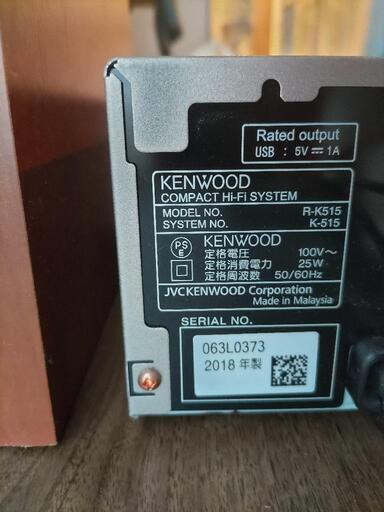 Rated output
USB : 5V⎓1A
KENWOOD
COMPACT Hi-Fi SYSTEM
MODEL NO. R-K515
SYSTEM NO. K-515
PS
E
KENWOOD
定格電圧 100V～
定格消費電力 25W
定格周波数 50/60Hz
JVCKENWOOD Corporation
Made in Malaysia
SERIAL NO.
063L0373
2018 年製